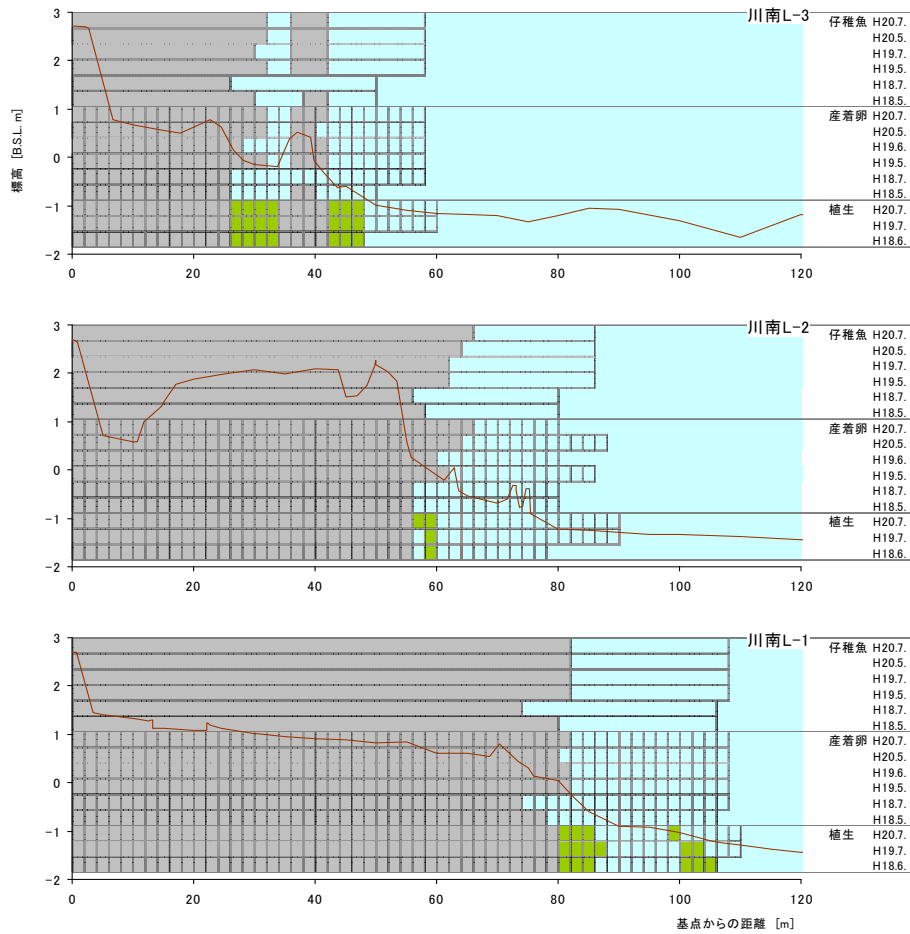 川南L-3
仔稚魚 H20.7.
H20.5.
H19.7.
H19.5.
H18.7.
H18.5.
産着卵 H20.7.
H20.5.
H19.6.
H19.5.
H18.7.
H18.5.
植生 H20.7.
H19.7.
H18.6.
標高 [B.S.L. m]
3
2
1
0
-1
-2
0 20 40 60 80 100 120
川南L-2
仔稚魚 H20.7.
H20.5.
H19.7.
H19.5.
H18.7.
H18.5.
産着卵 H20.7.
H20.5.
H19.6.
H19.5.
H18.7.
H18.5.
植生 H20.7.
H19.7.
H18.6.
3
2
1
0
-1
-2
0 20 40 60 80 100 120
川南L-1
仔稚魚 H20.7.
H20.5.
H19.7.
H19.5.
H18.7.
H18.5.
産着卵 H20.7.
H20.5.
H19.6.
H19.5.
H18.7.
H18.5.
植生 H20.7.
H19.7.
H18.6.
3
2
1
0
-1
-2
0 20 40 60 80 100 120
基点からの距離 [m]